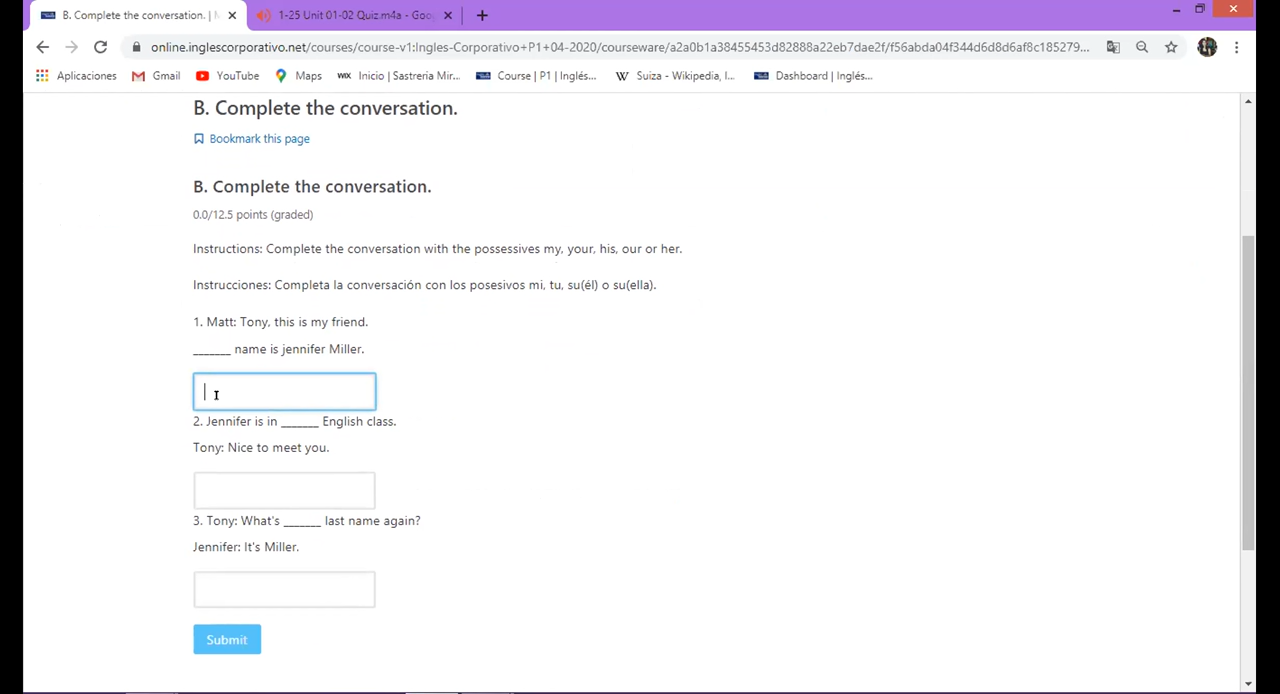 B. Complete the conversation. |
1-25 Unit 01-02 Quiz.m4a - Goo
online.inglescorporativo.net/courses/course-v1:Ingles-Corporativo+P1+04-2020/courseware/a2a0b1a38455453d82888a22eb7dae2f/f56abda04f344d6d8d6af8c185279...
Aplicaciones
Gmail
YouTube
Maps
WIX Inicio | Sastreria Mir...
Course | P1 | Inglés...
W Suiza - Wikipedia, l...
Dashboard | Inglés...
B. Complete the conversation.
Bookmark this page
B. Complete the conversation.
0.0/12.5 points (graded)
Instructions: Complete the conversation with the possessives my, your, his, our or her.
Instrucciones: Completa la conversación con los posesivos mi, tu, su(él) o su(ella).
1. Matt: Tony, this is my friend.
_______ name is jennifer Miller.
2. Jennifer is in _______ English class.
Tony: Nice to meet you.
3. Tony: What's _______ last name again?
Jennifer: It's Miller.
Submit